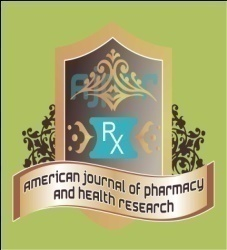 RX
AMERICAN JOURNAL OF PHARMACY
AND HEALTH RESEARCH